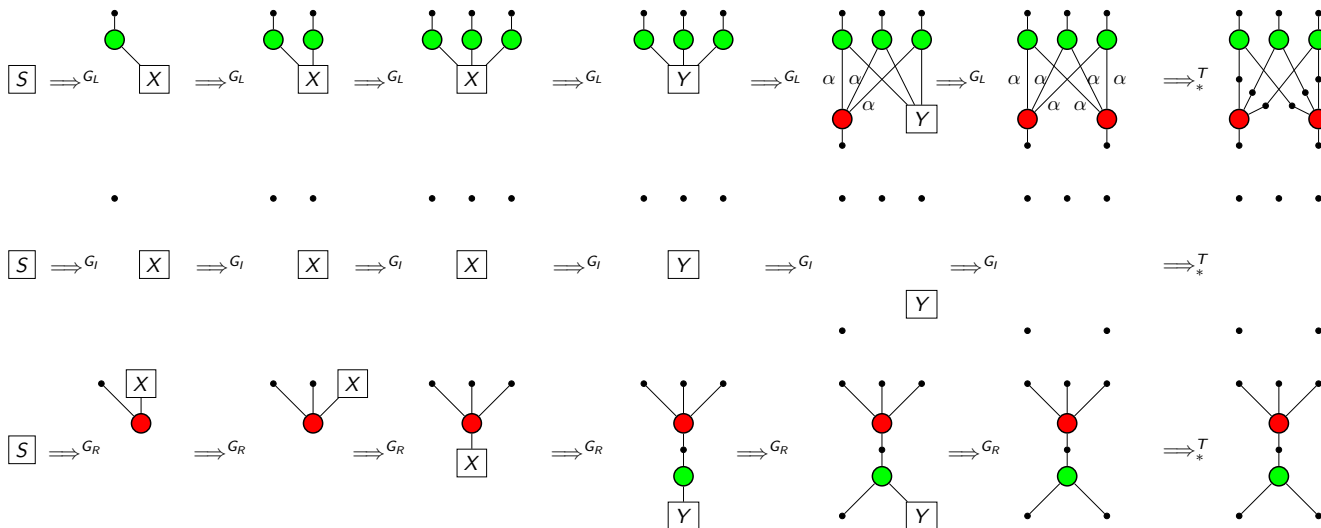 S ⟹ G_L X ⟹ G_L X ⟹ G_L X ⟹ G_L Y ⟹ G_L α α α Y ⟹ G_L α α α α α α ⟹ T *
S ⟹ G_I X ⟹ G_I X ⟹ G_I X ⟹ G_I Y ⟹ G_I Y ⟹ G_I ⟹ T *
S ⟹ G_R X ⟹ G_R X ⟹ G_R X ⟹ G_R Y ⟹ G_R Y ⟹ G_R ⟹ T *